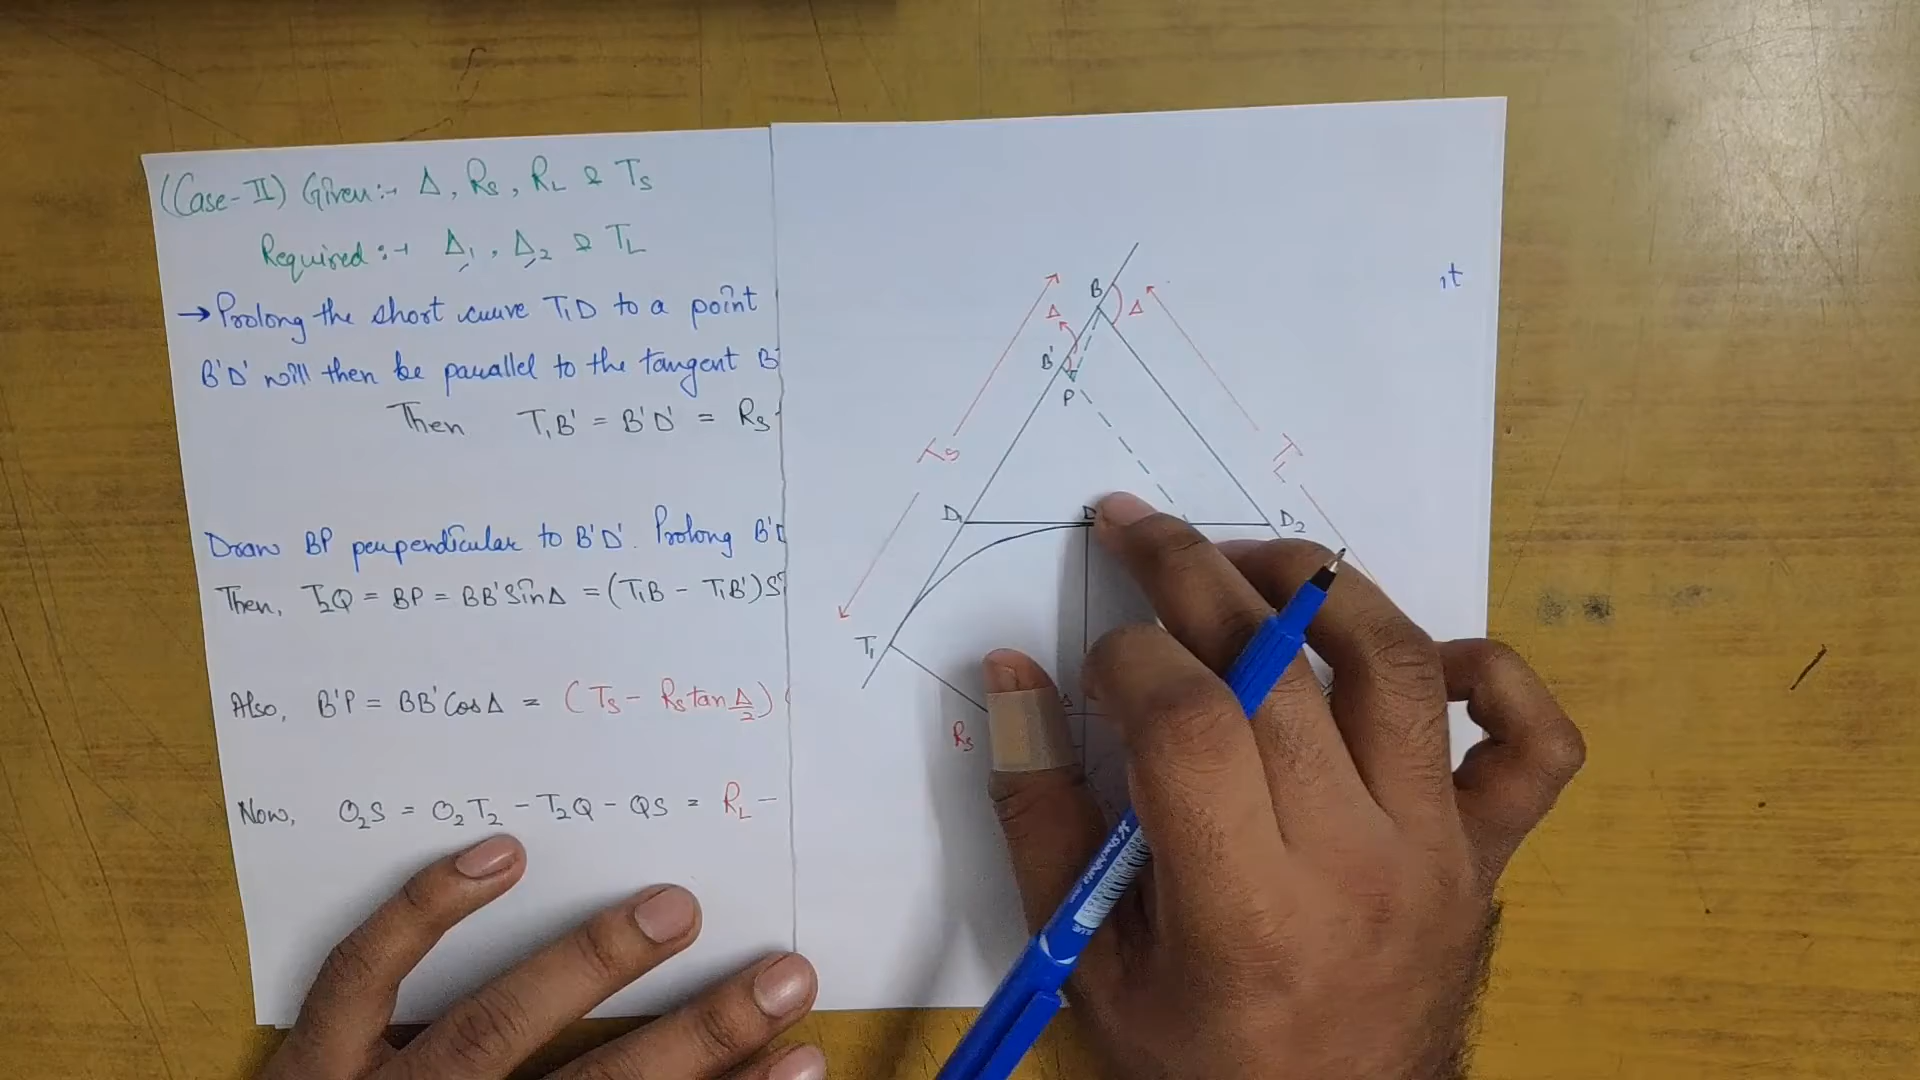 (Case-II) Given:→ Δ, Rs, RL & Ts
Required:→ Δ1, Δ2 & TL
→ Prolong the short curve T1D to a point
B'D' will then be parallel to the tangent B
Then T1B' = B'D' = Rs
Draw BP perpendicular to B'D'. Prolong B'D
Then, T2Q = BP = BB'SinΔ = (T1B - T1B')S
Also, B'P = BB'CosΔ = (Ts - Rs tan Δ/2)
Now, O2S = O2T2 - T2Q - QS = RL -
B
Δ
Δ
B'
P
Ts
TL
D1
D
D2
T1
Rs
Δ